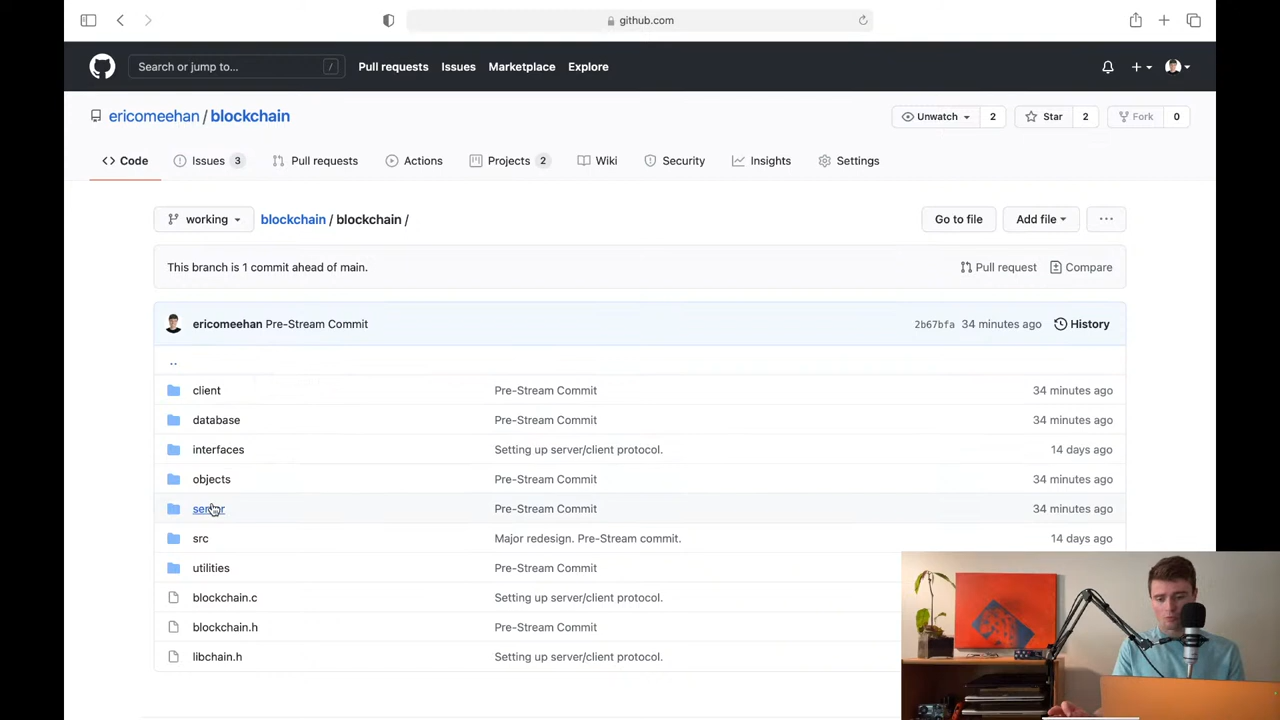 github.com
Search or jump to...
/
Pull requests
Issues
Marketplace
Explore
ericomeehan / blockchain
Unwatch
2
Star
2
Fork
0
Code
Issues 3
Pull requests
Actions
Projects 2
Wiki
Security
Insights
Settings
working
blockchain / blockchain /
Go to file
Add file
...
This branch is 1 commit ahead of main.
Pull request
Compare
ericomeehan Pre-Stream Commit
2b67bfa 34 minutes ago
History
..
client Pre-Stream Commit 34 minutes ago
database Pre-Stream Commit 34 minutes ago
interfaces Setting up server/client protocol. 14 days ago
objects Pre-Stream Commit 34 minutes ago
server Pre-Stream Commit 34 minutes ago
src Major redesign. Pre-Stream commit. 14 days ago
utilities Pre-Stream Commit
blockchain.c Setting up server/client protocol.
blockchain.h Pre-Stream Commit
libchain.h Setting up server/client protocol.